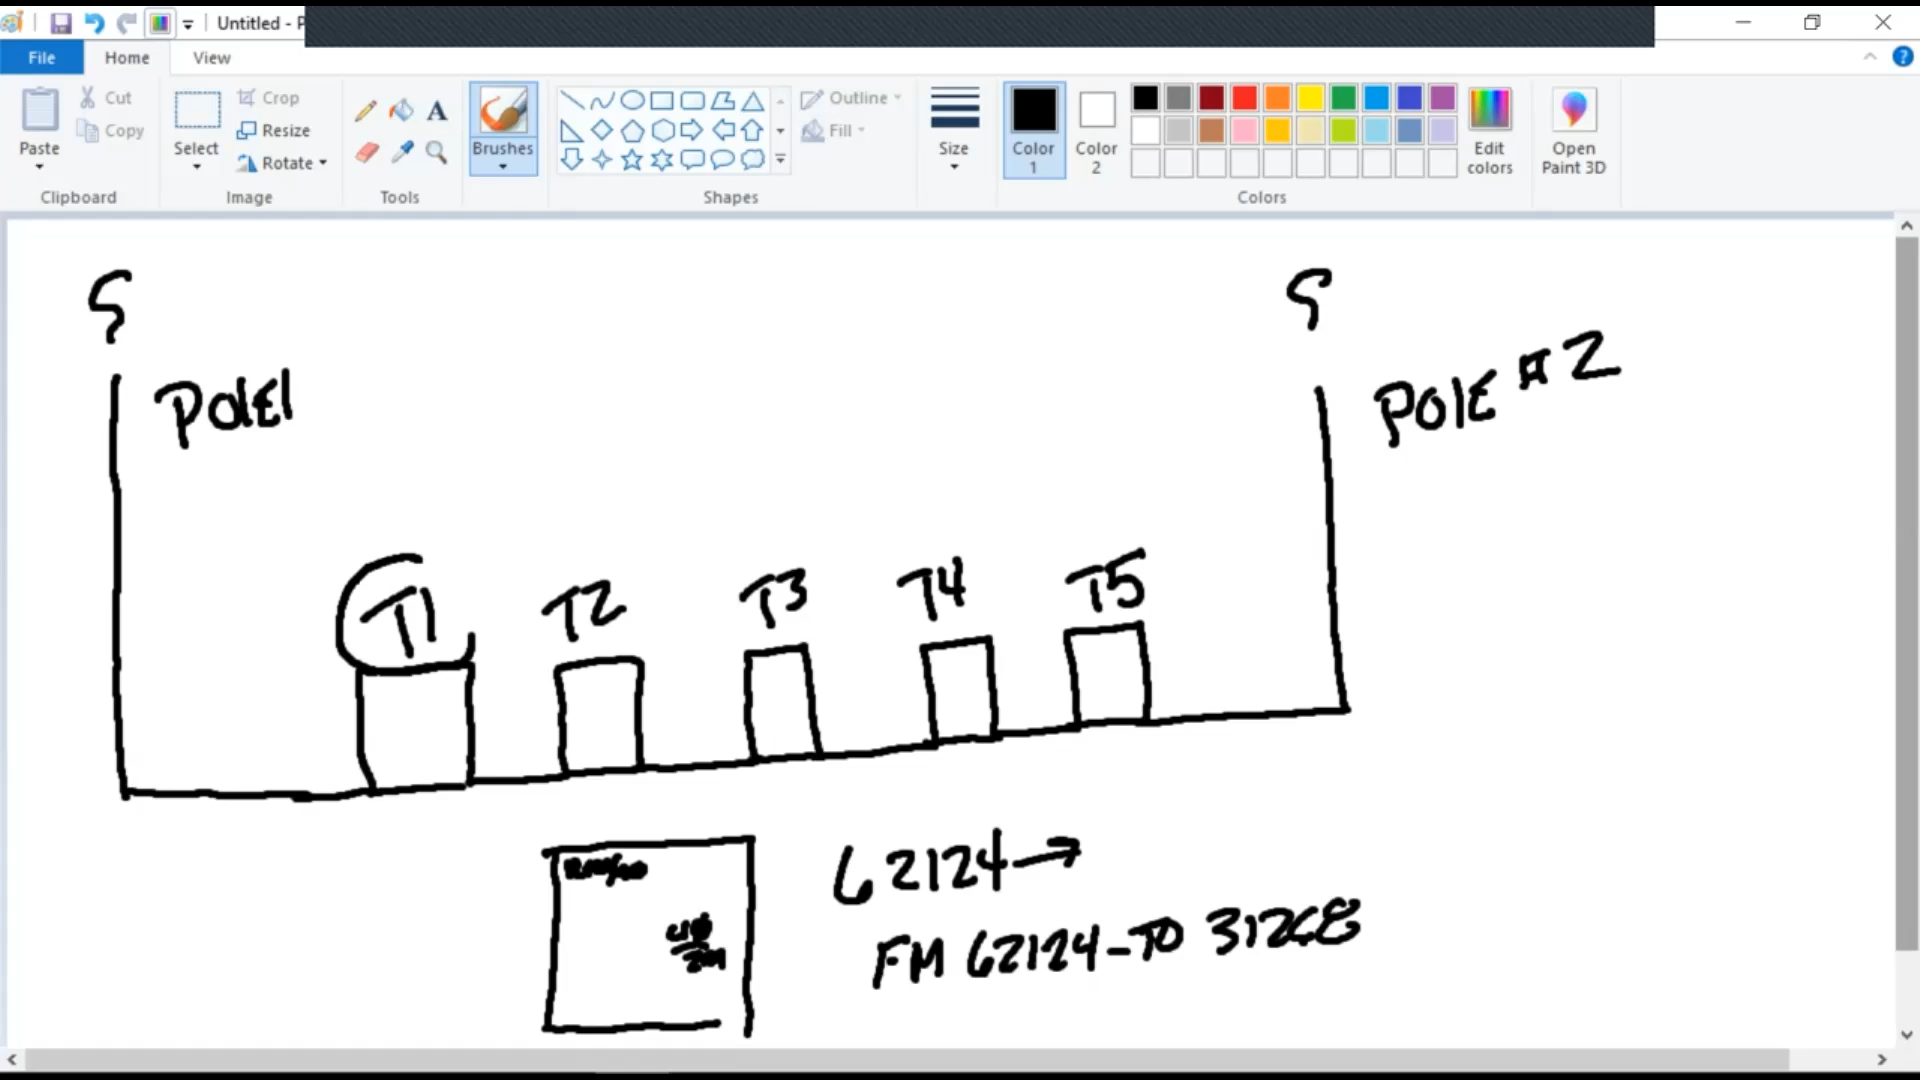 Untitled - P
File Home View
Cut
Copy
Paste
Clipboard
Select
Crop
Resize
Rotate
Image
A
Tools
Brushes
Outline
Fill
Shapes
Size
Color 1
Color 2
Edit colors
Colors
Open Paint 3D
POlE1
POlE #2
T1 T2 T3 T4 T5
62124→
FM 62124-TO